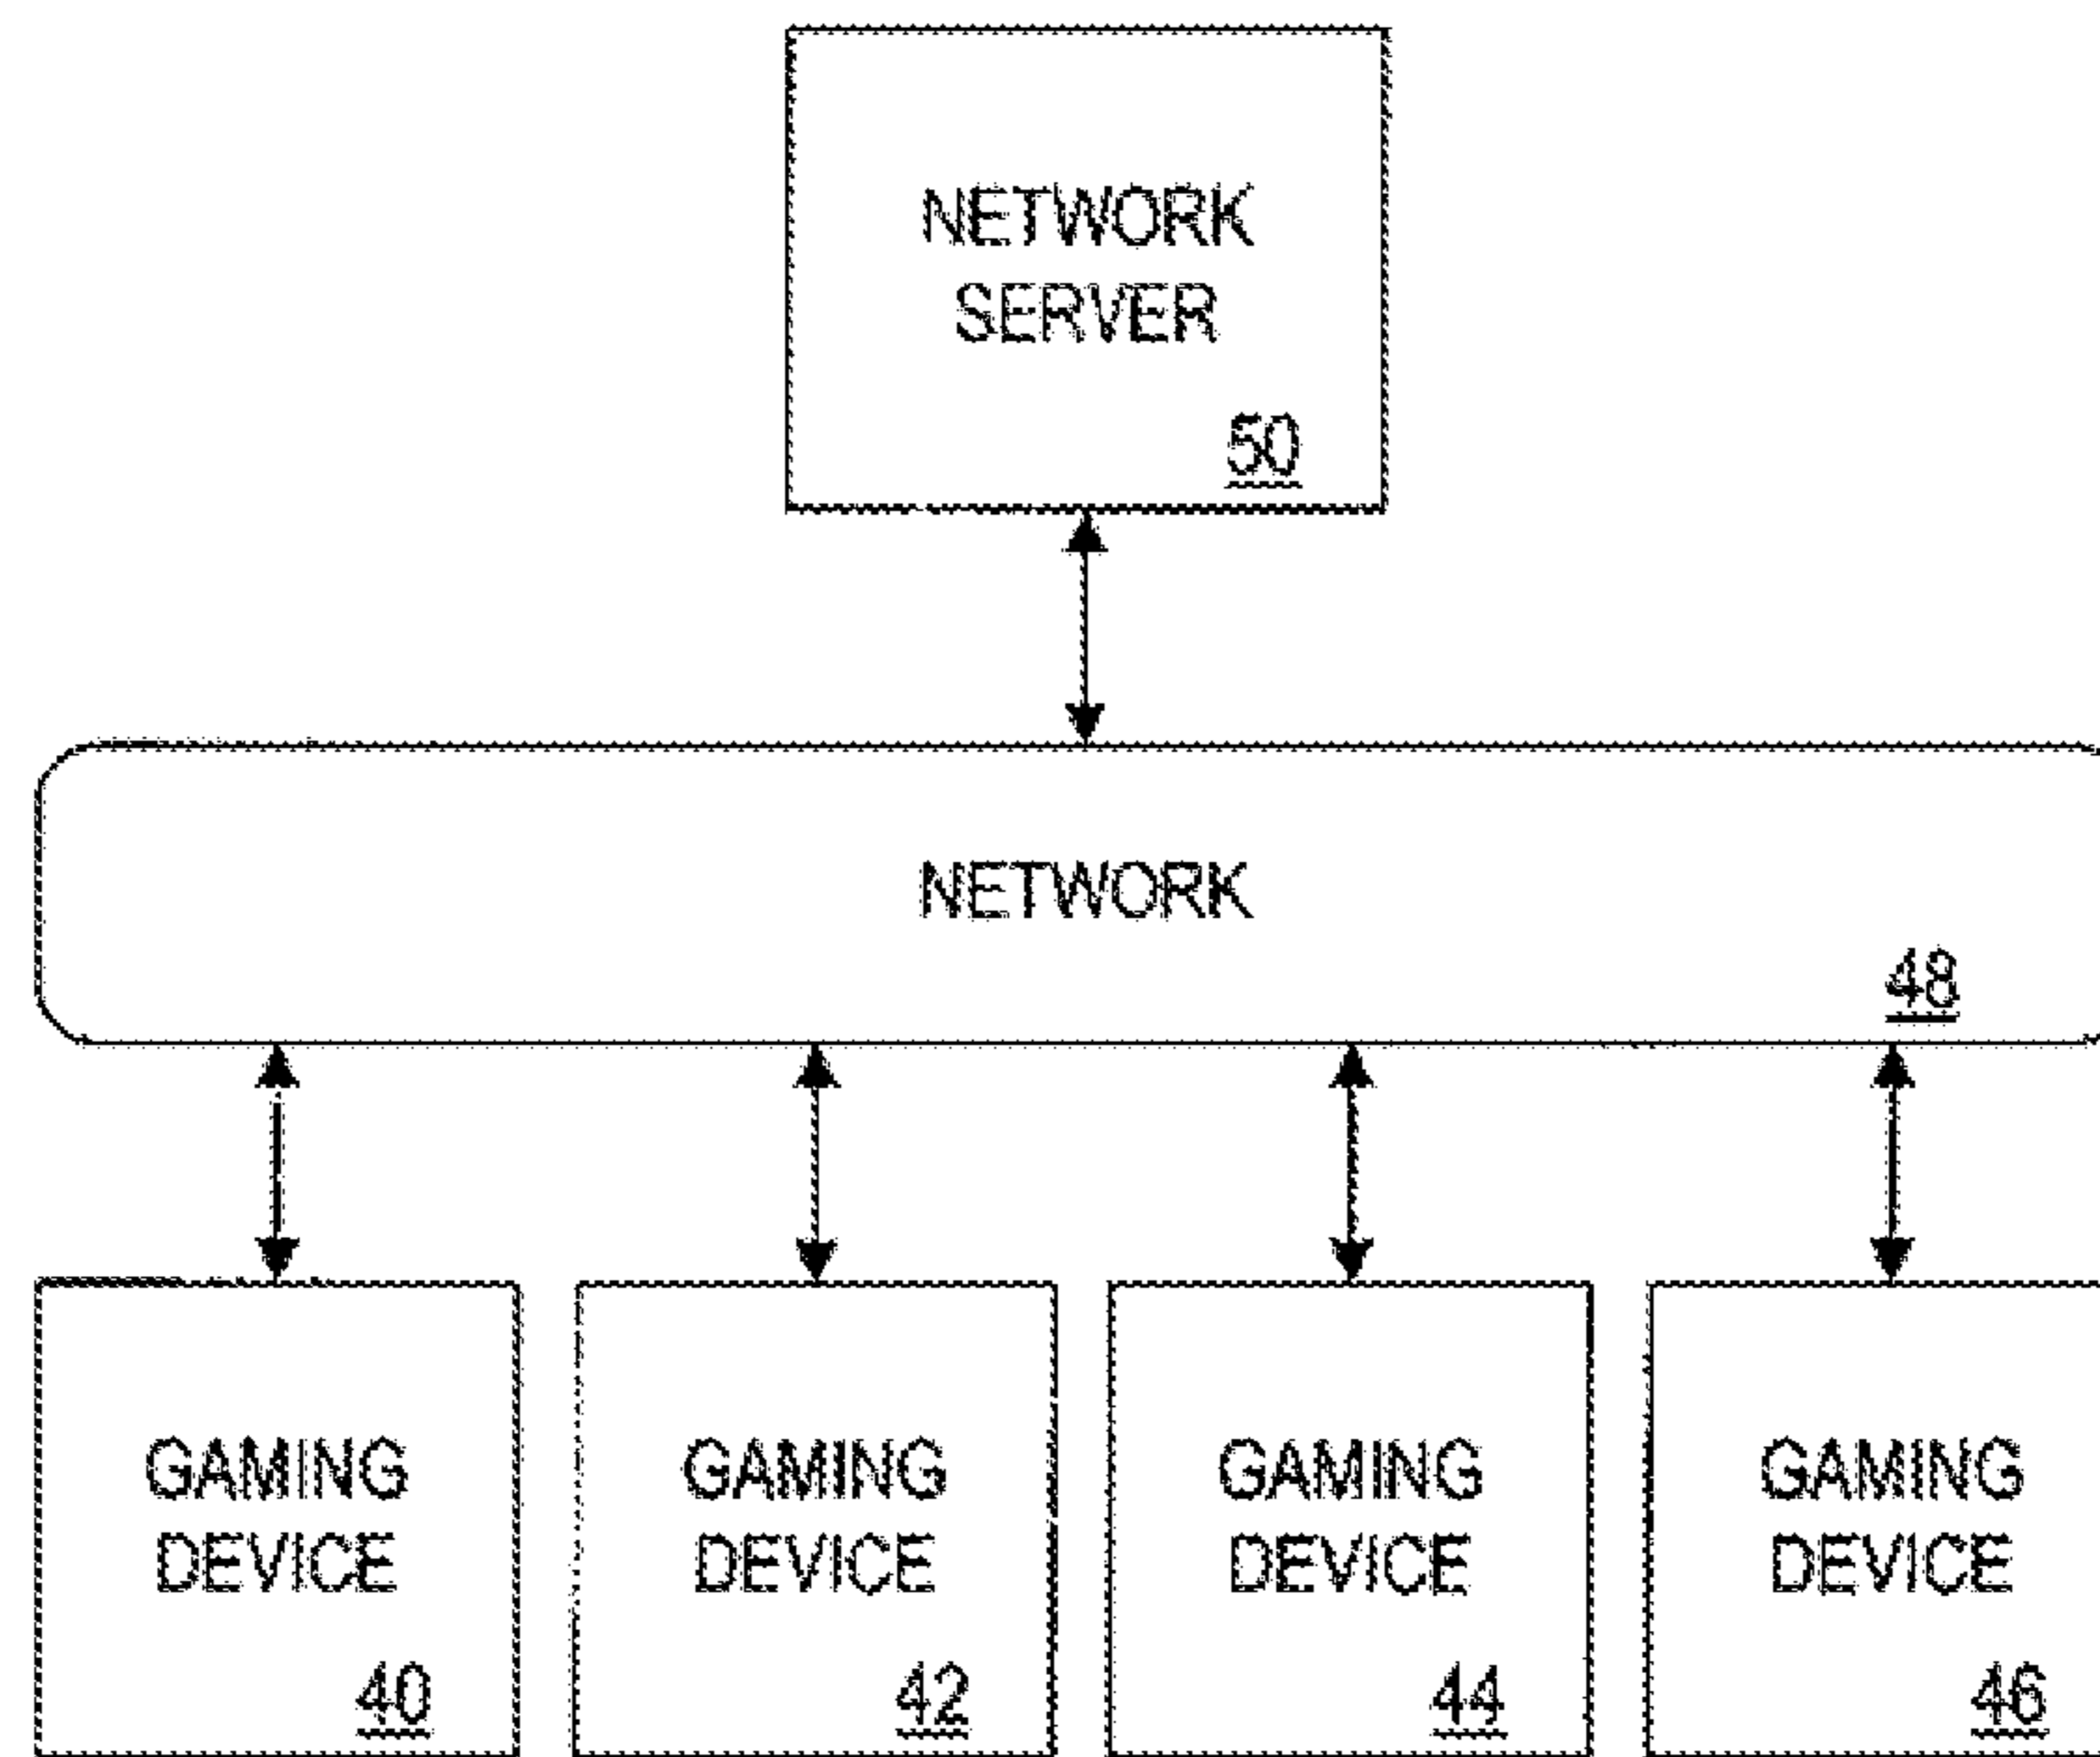 NETWORK
SERVER
50
NETWORK
48
GAMING
DEVICE
40
GAMING
DEVICE
42
GAMING
DEVICE
44
GAMING
DEVICE
46